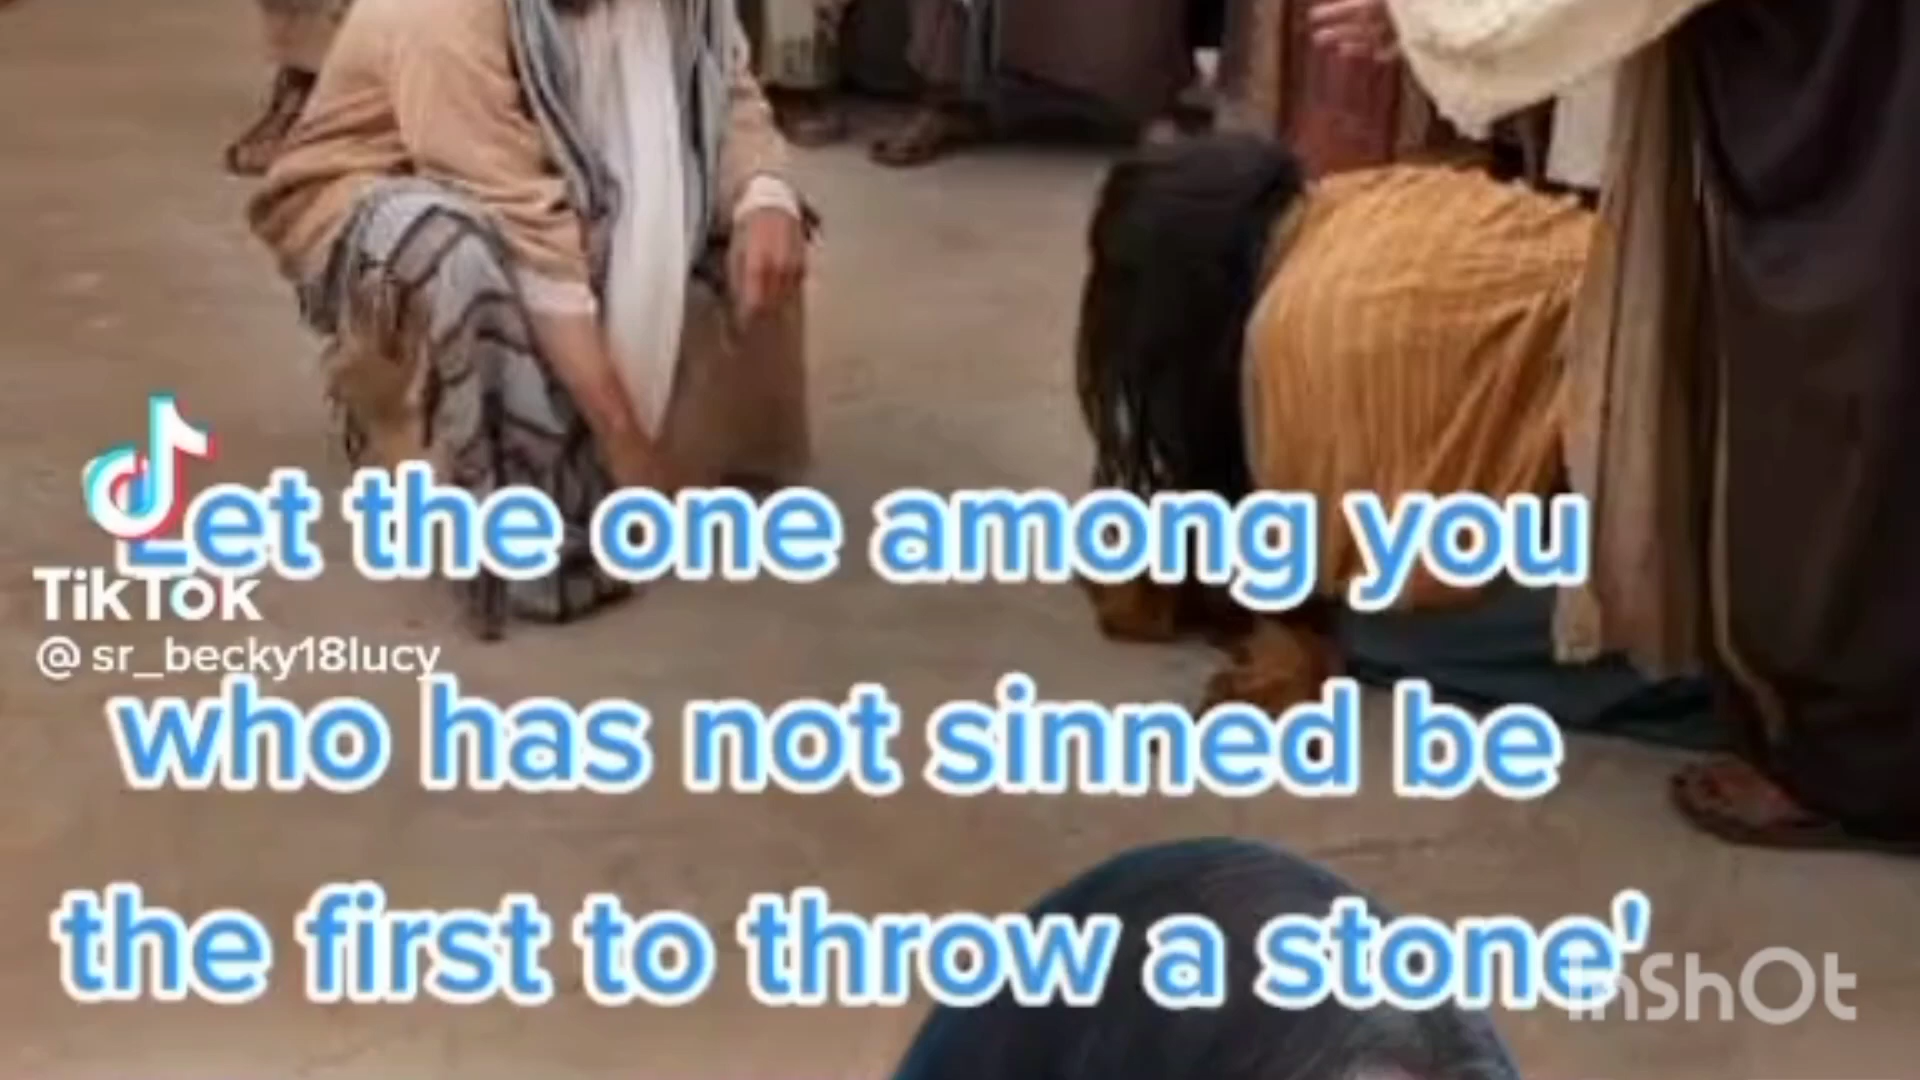 Let the one among you
TikTok
@sr_becky18lucy
who has not sinned be
the first to throw a stone'
InShOt